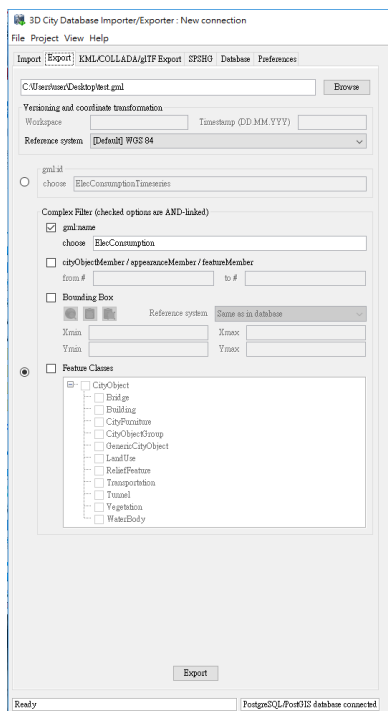 3D City Database Importer/Exporter : New connection
File Project View Help
Import Export KML/COLLADA/glTF Export SPSHG Database Preferences
C:\Users\user\Desktop\test.gml Browse
Versioning and coordinate transformation
Workspace Timestamp (DD.MM.YYY)
Reference system [Default] WGS 84
gml:id
choose ElecConsumptionTimeseries
Complex Filter (checked options are AND-linked)
gml:name
choose ElecConsumption
cityObjectMember / appearanceMember / featureMember
from # to #
Bounding Box
Reference system Same as in database
Xmin Xmax
Ymin Ymax
Feature Classes
CityObject
Bridge
Building
CityFurniture
CityObjectGroup
GenericCityObject
LandUse
ReliefFeature
Transportation
Tunnel
Vegetation
WaterBody
Export
Ready PostgreSQL/PostGIS database connected